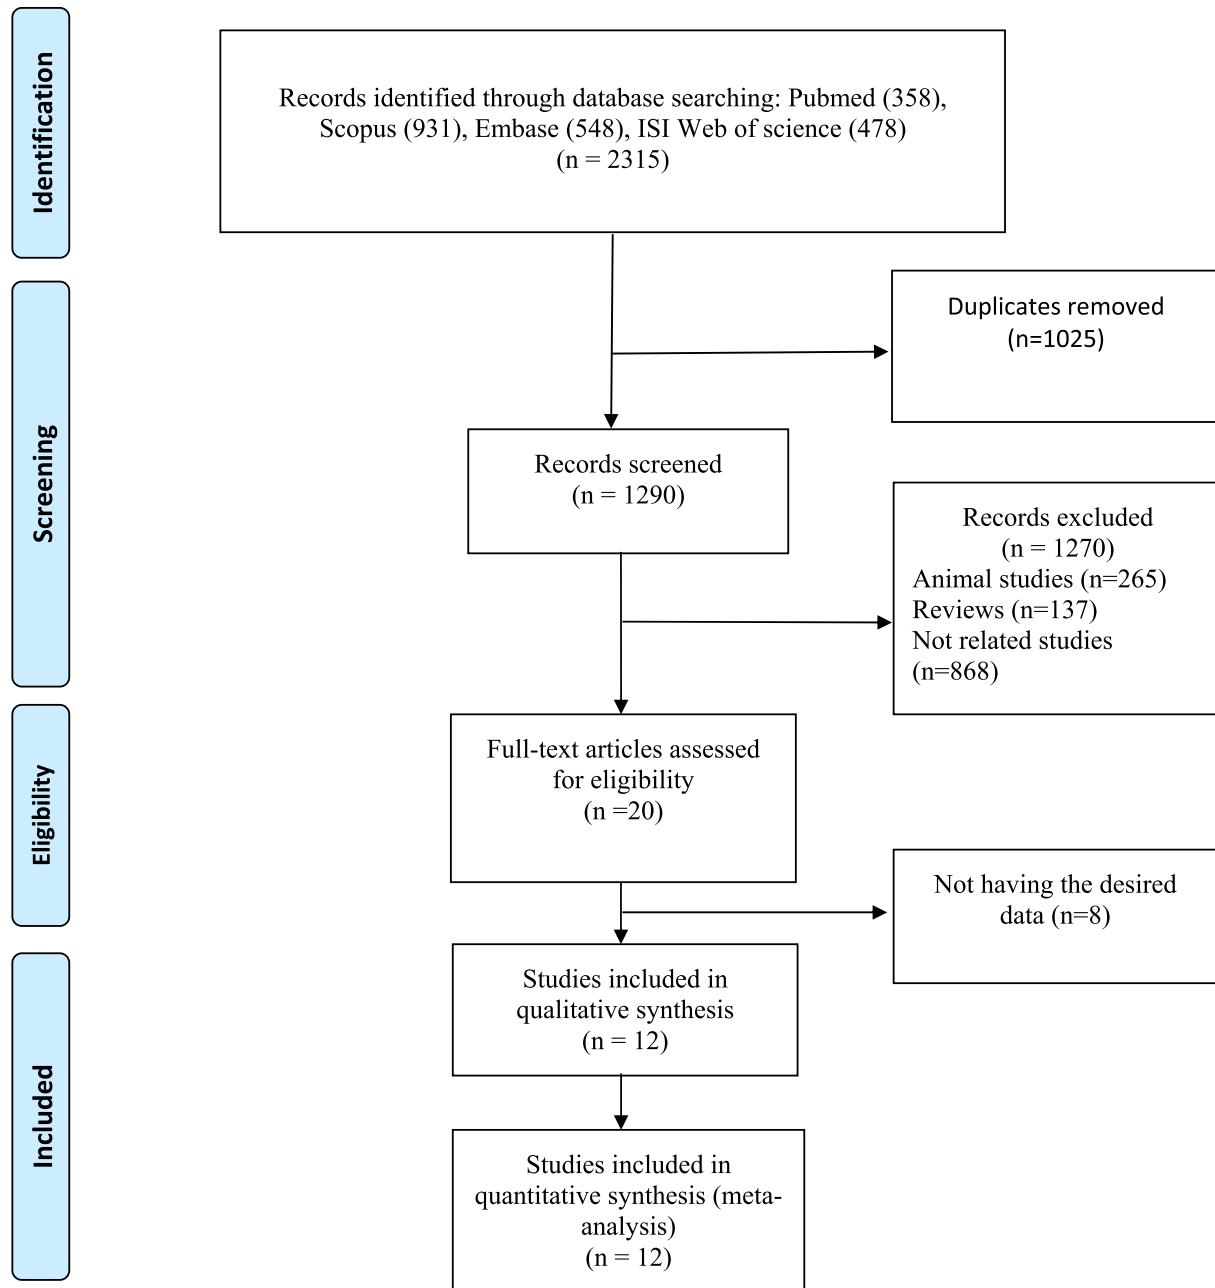 Identification
Records identified through database searching: Pubmed (358),
Scopus (931), Embase (548), ISI Web of science (478)
(n = 2315)
Duplicates removed
(n=1025)
Screening
Records screened
(n = 1290)
Records excluded
(n = 1270)
Animal studies (n=265)
Reviews (n=137)
Not related studies
(n=868)
Eligibility
Full-text articles assessed
for eligibility
(n =20)
Not having the desired
data (n=8)
Included
Studies included in
qualitative synthesis
(n = 12)
Studies included in
quantitative synthesis (meta-
analysis)
(n = 12)